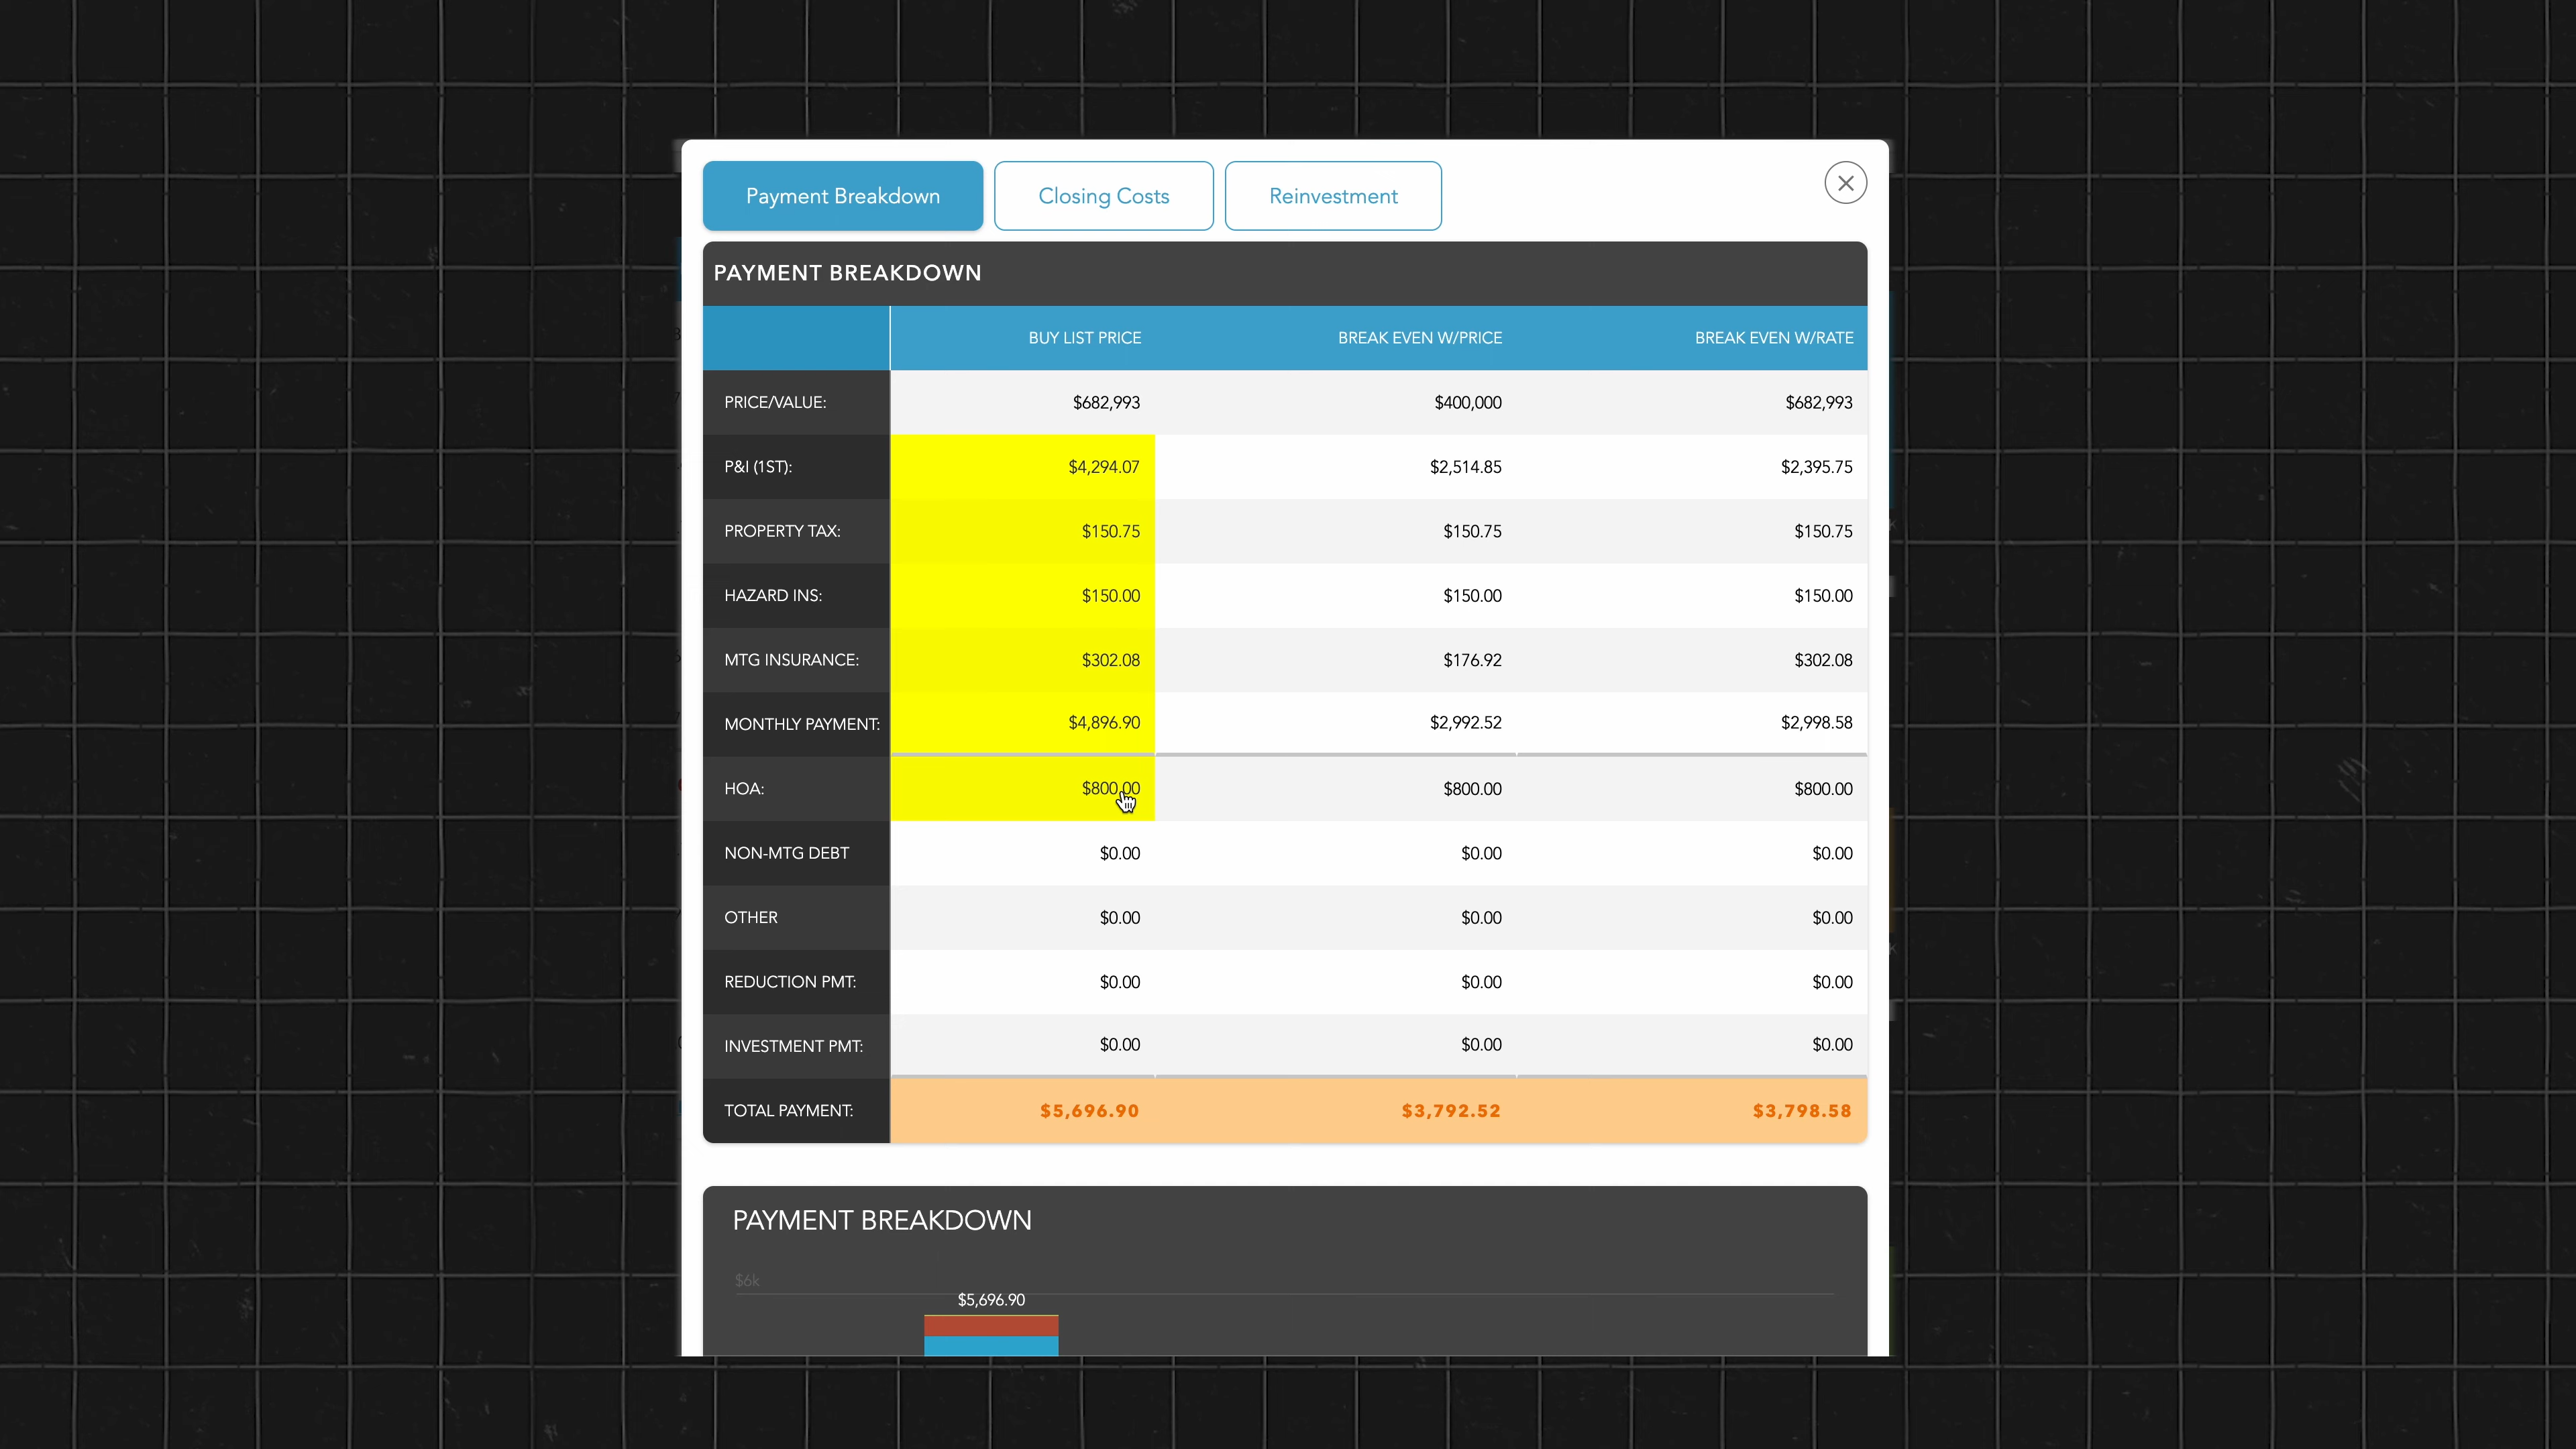 Payment Breakdown Closing Costs Reinvestment
PAYMENT BREAKDOWN
BUY LIST PRICE BREAK EVEN W/PRICE BREAK EVEN W/RATE
PRICE/VALUE: $682,993 $400,000 $682,993
P&I (1ST): $4,294.07 $2,514.85 $2,395.75
PROPERTY TAX: $150.75 $150.75 $150.75
HAZARD INS: $150.00 $150.00 $150.00
MTG INSURANCE: $302.08 $176.92 $302.08
MONTHLY PAYMENT: $4,896.90 $2,992.52 $2,998.58
HOA: $800.00 $800.00 $800.00
NON-MTG DEBT $0.00 $0.00 $0.00
OTHER $0.00 $0.00 $0.00
REDUCTION PMT: $0.00 $0.00 $0.00
INVESTMENT PMT: $0.00 $0.00 $0.00
TOTAL PAYMENT: $5,696.90 $3,792.52 $3,798.58
PAYMENT BREAKDOWN
$6k
$5,696.90